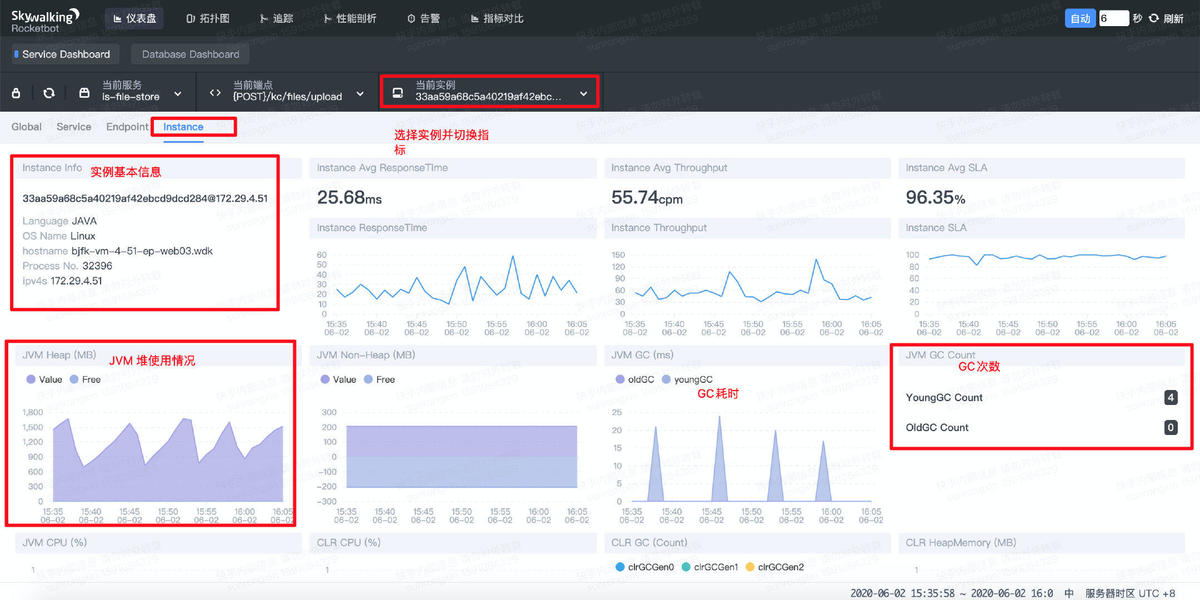 Skywalking
Rocketbot
仪表盘
拓扑图
追踪
性能剖析
告警
指标对比
自动
6
秒
刷新
Service Dashboard
Database Dashboard
当前服务
is-file-store
当前端点
{POST}/kc/files/upload
当前实例
33aa59a68c5a40219af42ebc...
Global
Service
Endpoint
Instance
选择实例并切换指
标
Instance Info
实例基本信息
33aa59a68c5a40219af42ebcd9dcd284@172.29.4.51
Language JAVA
OS Name Linux
hostname bjfk-vm-4-51-ep-web03.wdk
Process No. 32396
ipv4s 172.29.4.51
Instance Avg ResponseTIme
25.68ms
Instance ResponseTime
60
50
40
30
20
10
0
15:35 15:40 15:45 15:50 15:55 16:00 16:05
06-02 06-02 06-02 06-02 06-02 06-02 06-02
Instance Avg Throughput
55.74cpm
Instance Throughput
150
120
90
60
30
0
15:35 15:40 15:45 15:50 15:55 16:00 16:05
06-02 06-02 06-02 06-02 06-02 06-02 06-02
Instance Avg SLA
96.35%
Instance SLA
100
80
60
40
20
0
15:35 15:40 15:45 15:50 15:55 16:00 16:05
06-02 06-02 06-02 06-02 06-02 06-02 06-02
JVM Heap (MB)
JVM 堆使用情况
Value Free
1,800
1,500
1,200
900
600
300
0
15:35 15:40 15:45 15:50 15:55 16:00 16:05
06-02 06-02 06-02 06-02 06-02 06-02 06-02
JVM Non-Heap (MB)
Value Free
300
200
100
0
-100
-200
-300
15:35 15:40 15:45 15:50 15:55 16:00 16:05
06-02 06-02 06-02 06-02 06-02 06-02 06-02
JVM GC (ms)
oldGC youngGC
GC耗时
25
20
15
10
5
0
15:35 15:40 15:45 15:50 15:55 16:00 16:05
06-02 06-02 06-02 06-02 06-02 06-02 06-02
JVM GC Count
GC次数
YoungGC Count 4
OldGC Count 0
JVM CPU (%)
1
CLR CPU (%)
1
CLR GC (Count)
clrGCGen0 clrGCGen1 clrGCGen2
CLR HeapMemory (MB)
1
2020-06-02 15:35:58 ~ 2020-06-02 16:0 中 服务器时区 UTC +8